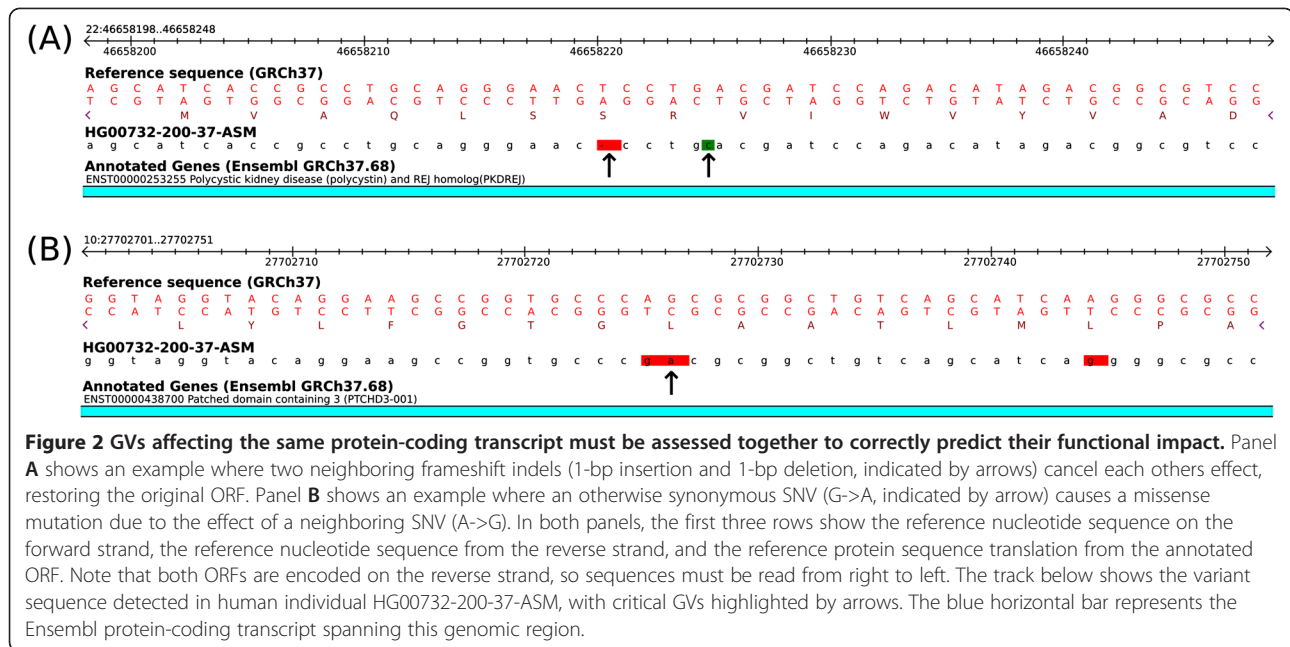 (A)
22:46658198..46658248
46658200 46658210 46658220 46658230 46658240
Reference sequence (GRCh37)
A G C A T C A C C G C C T G C A G G G A A C T C C T G A C G A T C C A G A C A T A G A C G G C G T C C
T C G T A G T G G C G G A C G T C C C T T G A G G A C T G C T A G G T C T G T A T C T G C C G C A G G
< M V A Q L S S R V I W V Y V A D <
HG00732-200-37-ASM
a g c a t c a c c g c c t g c a g g g a a c - c c t g c a c g a t c c a g a c a t a g a c g g c g t c c
Annotated Genes (Ensembl GRCh37.68)
ENST00000253255 Polycystic kidney disease (polycystin) and REJ homolog(PKDREJ)
(B)
10:27702701..27702751
27702710 27702720 27702730 27702740 27702750
Reference sequence (GRCh37)
G G T A G G T A C A G G A A G C C G G T G C C C A G C G C G G C T G T C A G C A T C A A G G G C G C C
C C A T C C A T G T C C T T C G G C C A C G G G T C G C G C C G A C A G T C G T A G T T C C C G C G G
< L Y L F G T G L A A T L M L P A <
HG00732-200-37-ASM
g g t a g g t a c a g g a a g c c g g t g c c c g a c g c g g c t g t c a g c a t c a g g g g c g c c
Annotated Genes (Ensembl GRCh37.68)
ENST00000438700 Patched domain containing 3 (PTCHD3-001)
Figure 2 GVs affecting the same protein-coding transcript must be assessed together to correctly predict their functional impact. Panel
A shows an example where two neighboring frameshift indels (1-bp insertion and 1-bp deletion, indicated by arrows) cancel each others effect,
restoring the original ORF. Panel B shows an example where an otherwise synonymous SNV (G->A, indicated by arrow) causes a missense
mutation due to the effect of a neighboring SNV (A->G). In both panels, the first three rows show the reference nucleotide sequence on the
forward strand, the reference nucleotide sequence from the reverse strand, and the reference protein sequence translation from the annotated
ORF. Note that both ORFs are encoded on the reverse strand, so sequences must be read from right to left. The track below shows the variant
sequence detected in human individual HG00732-200-37-ASM, with critical GVs highlighted by arrows. The blue horizontal bar represents the
Ensembl protein-coding transcript spanning this genomic region.